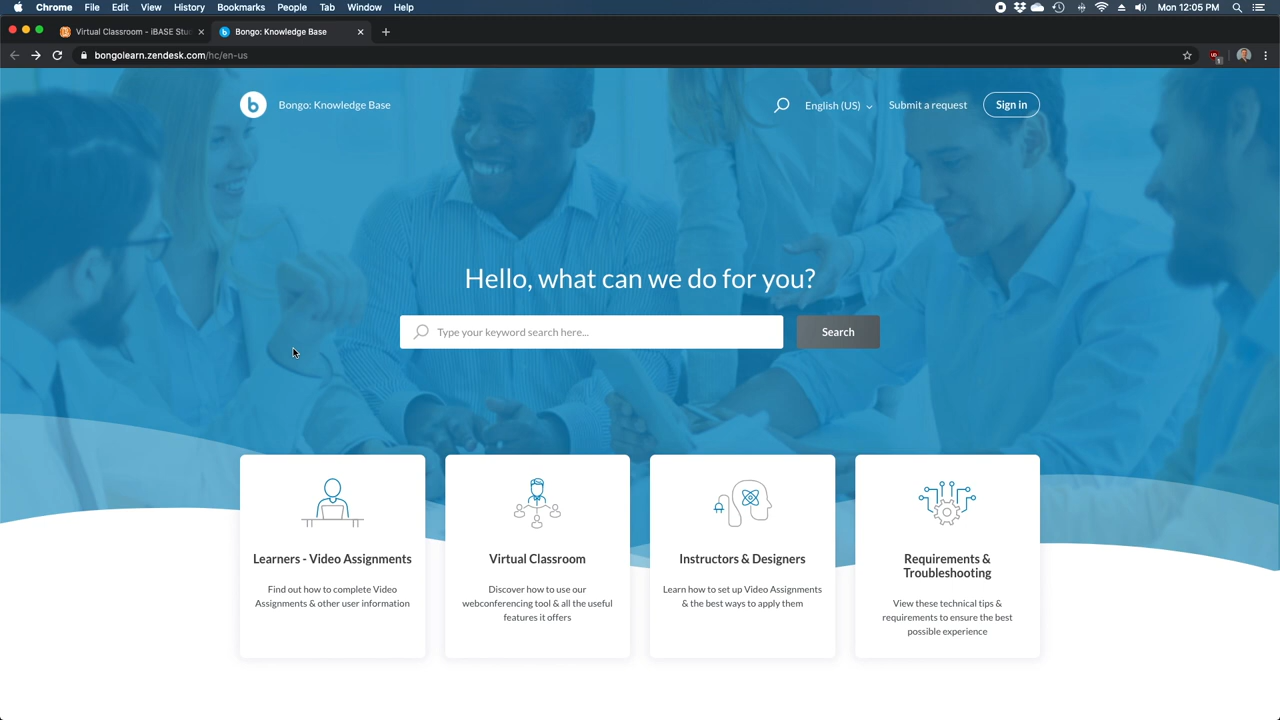 Chrome File Edit View History Bookmarks People Tab Window Help Mon 12:05 PM
Virtual Classroom - iBASE Stu
Bongo: Knowledge Base
bongolearn.zendesk.com/hc/en-us
Bongo: Knowledge Base
English (US)
Submit a request
Sign in
Hello, what can we do for you?
Type your keyword search here...
Search
Learners - Video Assignments
Find out how to complete Video
Assignments & other user information
Virtual Classroom
Discover how to use our
webconferencing tool & all the useful
features it offers
Instructors & Designers
Learn how to set up Video Assignments
& the best ways to apply them
Requirements &
Troubleshooting
View these technical tips &
requirements to ensure the best
possible experience